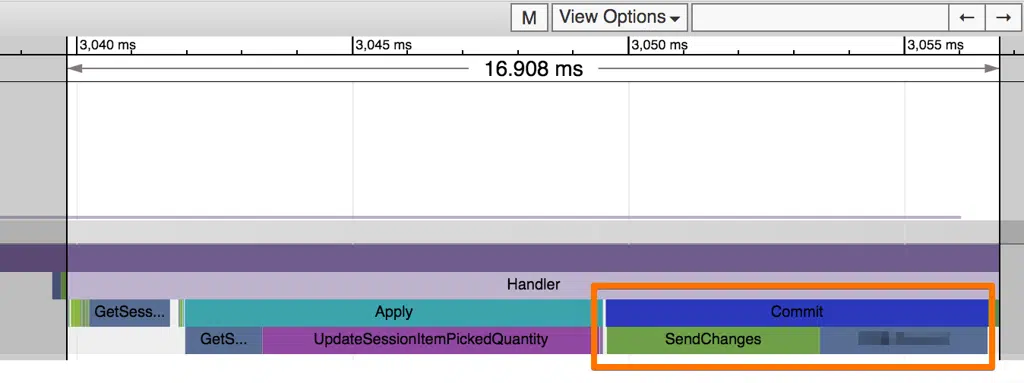 M View Options
3,040 ms 3,045 ms 3,050 ms 3,055 ms
16.908 ms
Handler
GetSess... Apply Commit
GetS... UpdateSessionItemPickedQuantity SendChanges